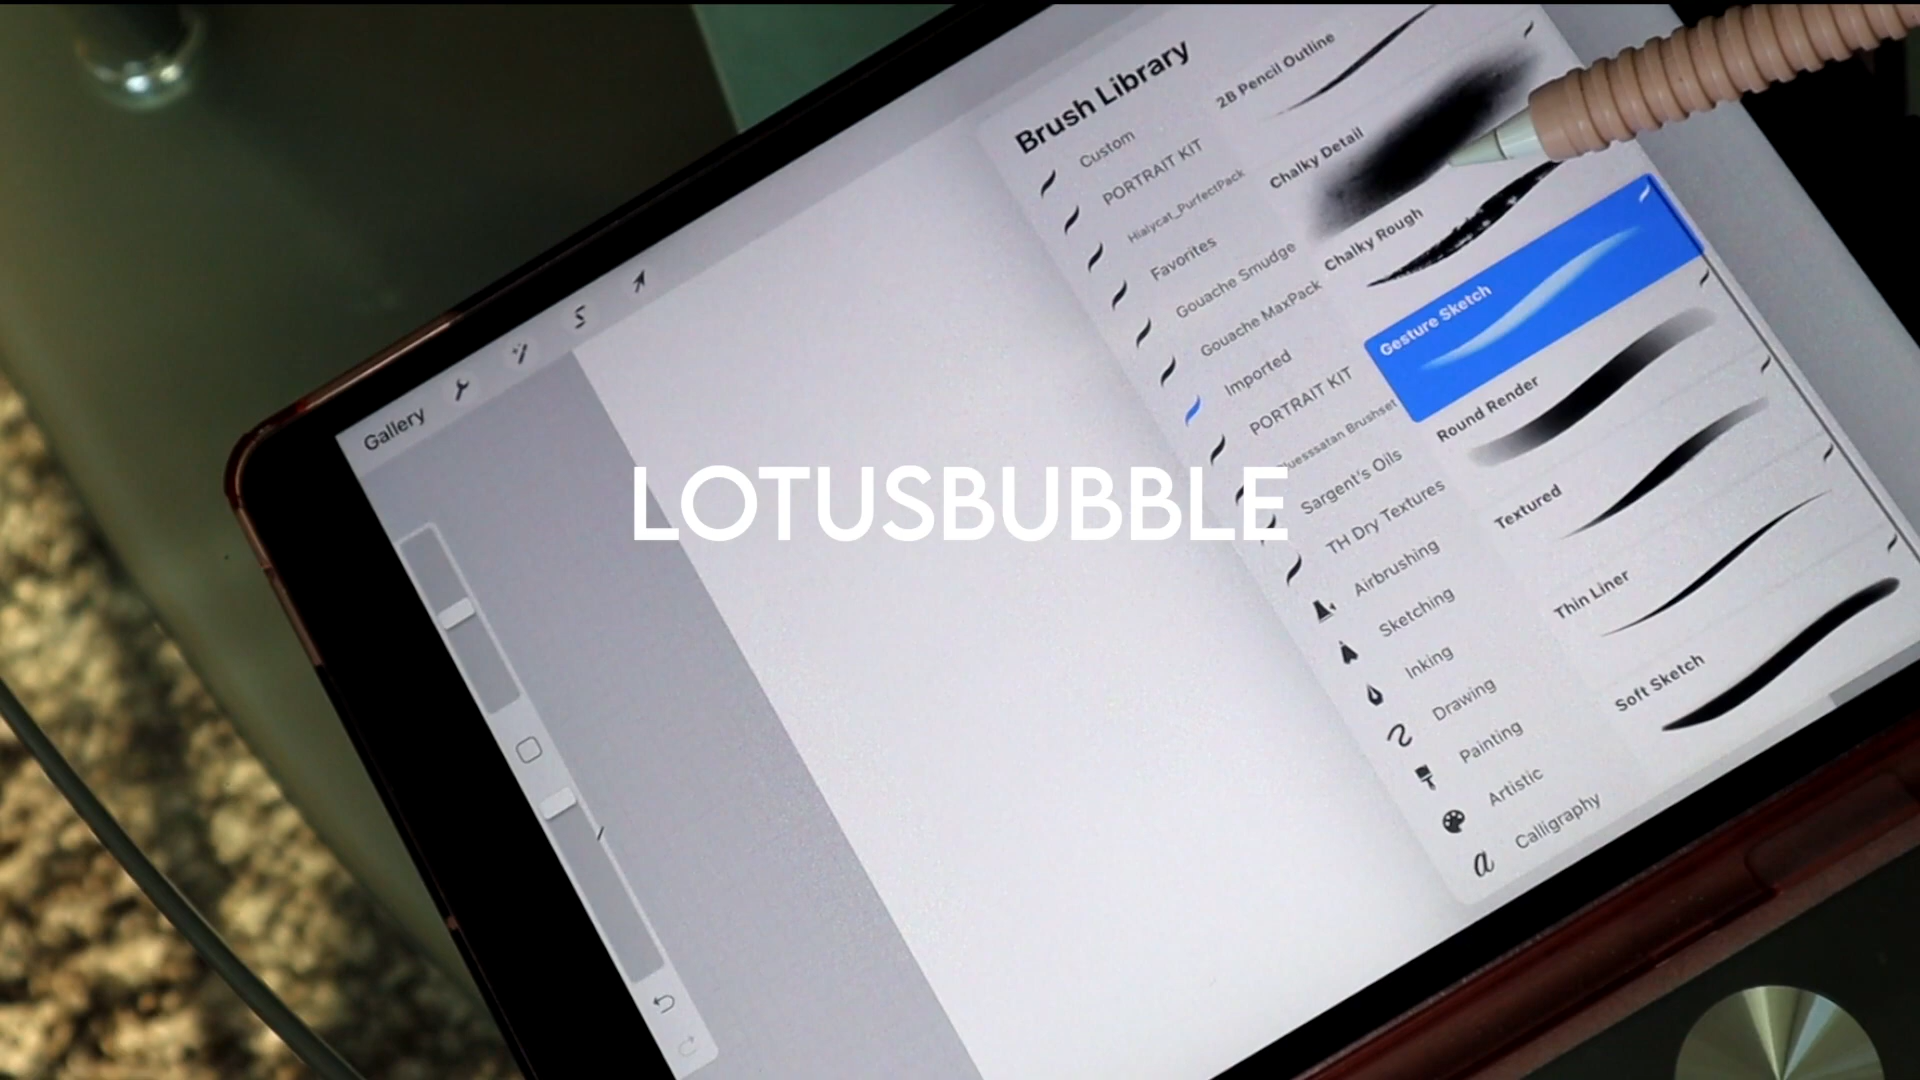 Gallery
Brush Library
Custom
PORTRAIT KIT
Hialycat_PurfectPack
Favorites
Gouache Smudge
Gouache MaxPack
Imported
PORTRAIT KIT
Brushset
Sargent's Oils
TH Dry Textures
Airbrushing
Sketching
Inking
Drawing
Painting
Artistic
Calligraphy
2B Pencil Outline
Chalky Detail
Chalky Rough
Gesture Sketch
Round Render
Textured
Thin Liner
Soft Sketch
LOTUSBUBBLE